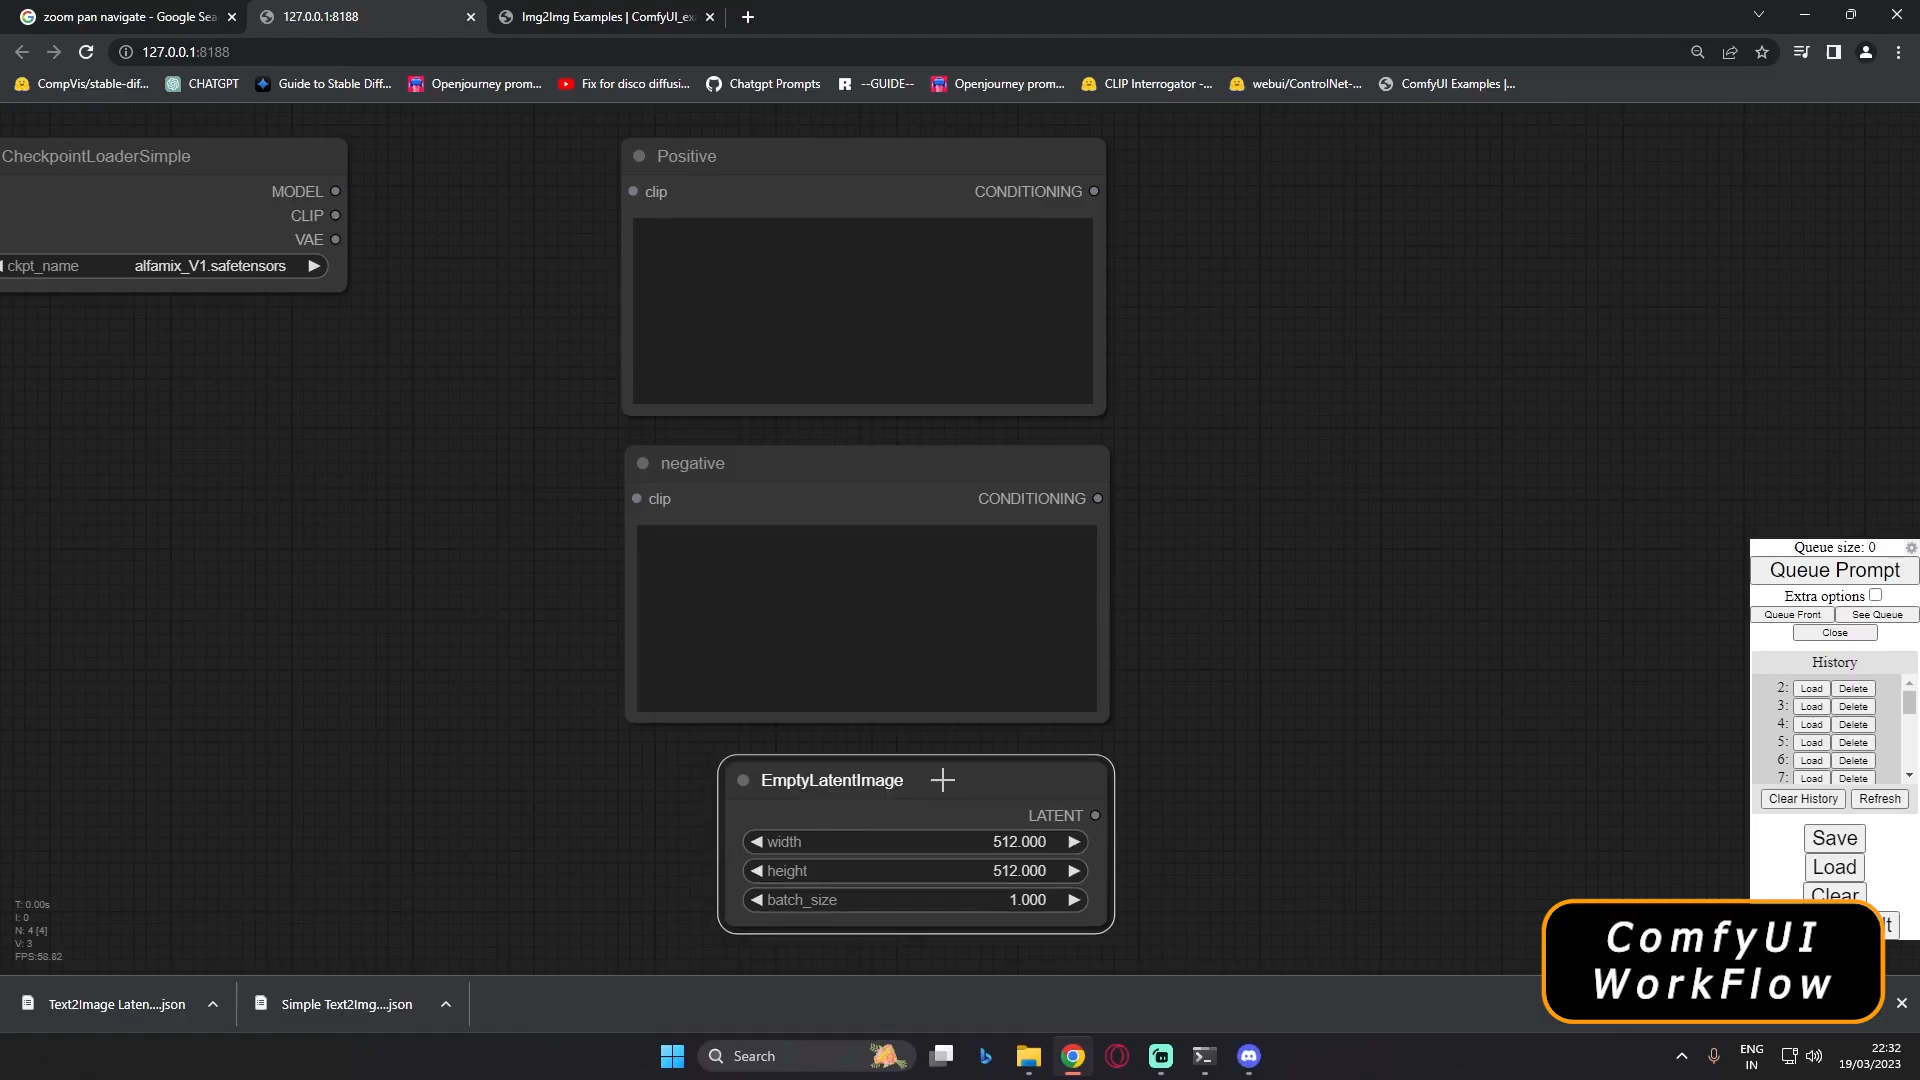 zoom pan navigate - Google Sea
127.0.0.1:8188
Img2Img Examples | ComfyUI_exa
127.0.0.1:8188
CompVis/stable-dif...
CHATGPT
Guide to Stable Diff...
Openjourney prom...
Fix for disco diffusi...
Chatgpt Prompts
--GUIDE--
Openjourney prom...
CLIP Interrogator -...
webui/ControlNet-...
ComfyUI Examples |...
CheckpointLoaderSimple
MODEL
CLIP
VAE
ckpt_name alfamix_V1.safetensors
Positive
clip CONDITIONING
negative
clip CONDITIONING
EmptyLatentImage
LATENT
width 512.000
height 512.000
batch_size 1.000
Queue size: 0
Queue Prompt
Extra options
Queue Front See Queue
Close
History
2: Load Delete
3: Load Delete
4: Load Delete
5: Load Delete
6: Load Delete
7: Load Delete
Clear History Refresh
Save
Load
Clear
lt
T: 0.00s
I: 0
N: 4 [4]
V: 3
FPS:58.82
ComfyUI
WorkFlow
Text2Image Laten....json
Simple Text2Img....json
Search
ENG
IN
22:32
19/03/2023